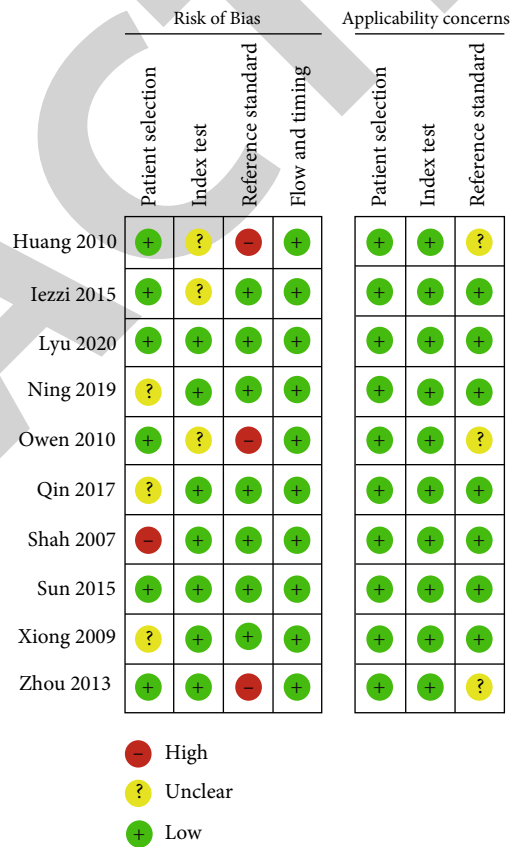 Risk of Bias Applicability concerns
Patient selection Index test Reference standard Flow and timing Patient selection Index test Reference standard
Huang 2010 + ? – + + + ?
Iezzi 2015 + ? + + + + +
Lyu 2020 + + + + + + +
Ning 2019 ? + + + + + +
Owen 2010 + ? – + + + ?
Qin 2017 ? + + + + + +
Shah 2007 – + + + + + +
Sun 2015 + + + + + + +
Xiong 2009 ? + + + + + +
Zhou 2013 + + – + + + ?
– High
? Unclear
+ Low